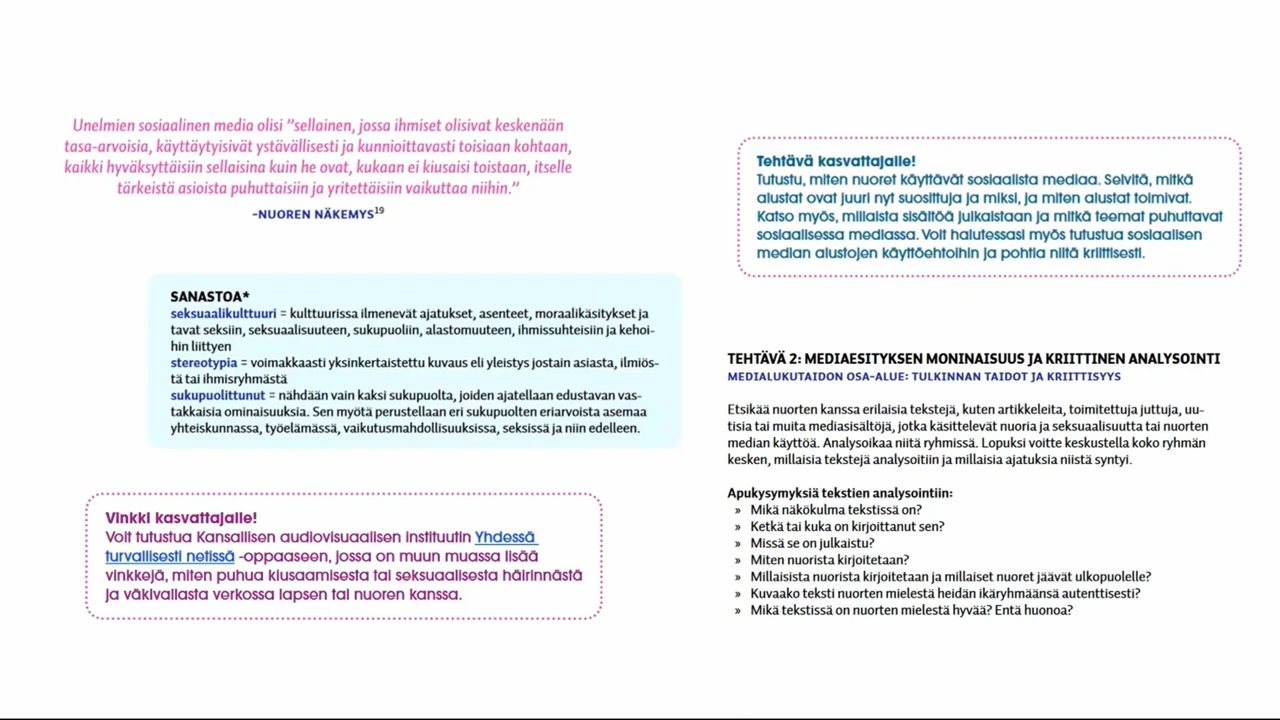 Unelmien sosiaalinen media olisi ”sellainen, jossa ihmiset olisivat keskenään
tasa-arvoisia, käyttäytyisivät ystävällisesti ja kunnioittavasti toisiaan kohtaan,
kaikki hyväksyttäisiin sellaisina kuin he ovat, kukaan ei kiusaisi toistaan, itselle
tärkeistä asioista puhuttaisiin ja yritettäisiin vaikuttaa niihin.”
–NUOREN NÄKEMYS19
SANASTOA*
seksuaalikulttuuri = kulttuurissa ilmenevät ajatukset, asenteet, moraalikäsitykset ja
tavat seksiin, seksuaalisuuteen, sukupuoliin, alastomuuteen, ihmissuhteisiin ja kehoi-
hin liittyen
stereotypia = voimakkaasti yksinkertaistettu kuvaus eli yleistys jostain asiasta, ilmiös-
tä tai ihmisryhmästä
sukupuolittunut = nähdään vain kaksi sukupuolta, joiden ajatellaan edustavan vas-
takkaisia ominaisuuksia. Sen myötä perustellaan eri sukupolten eriarvoista asemaa
yhteiskunnassa, työelämässä, vaikutusmahdollisuuksissa, seksissä ja niin edelleen.
Vinkki kasvattajalle!
Voit tutustua Kansallisen audiovisuaalisen instituutin Yhdessä
turvallisesti netissä -oppaaseen, jossa on muun muassa lisää
vinkkejä, miten puhua kiusaamisesta tai seksuaalisesta häirinnästä
ja väkivallasta verkossa lapsen tai nuoren kanssa.
Tehtävä kasvattajalle!
Tutustu, miten nuoret käyttävät sosiaalista mediaa. Selvitä, mitkä
alustat ovat juuri nyt suosittuja ja miksi, ja miten alustat toimivat.
Katso myös, millaista sisältöä julkaistaan ja mitkä teemat puhuttavat
sosiaalisessa mediassa. Voit halutessasi myös tutustua sosiaalisen
median alustojen käyttöehtoihin ja pohtia niitä kriittisesti.
TEHTÄVÄ 2: MEDIAESITYKSEN MONINAISUUS JA KRIITTINEN ANALYSOINTI
MEDIALUKUTAIDON OSA-ALUE: TULKINNAN TAIDOT JA KRIITTISYYS
Etsikää nuorten kanssa erilaisia tekstejä, kuten artikkeleita, toimitettuja juttuja, uu-
tisia tai muita mediasisältöjä, jotka käsittelevät nuoria ja seksuaalisuutta tai nuorten
median käyttöä. Analysoikaa niitä ryhmissä. Lopuksi voitte keskustella koko ryhmän
kesken, millaisia tekstejä analysoitiin ja millaisia ajatuksia niistä syntyi.
Apukysymyksiä tekstien analysointiin:
» Mikä näkökulma tekstissä on?
» Ketkä tai kuka on kirjoittanut sen?
» Missä se on julkaistu?
» Miten nuorista kirjoitetaan?
» Millaisista nuorista kirjoitetaan ja millaiset nuoret jäävät ulkopuolelle?
» Kuvaako teksti nuorten mielestä heidän ikäryhmäänsä autenttisesti?
» Mikä tekstissä on nuorten mielestä hyvää? Entä huonoa?